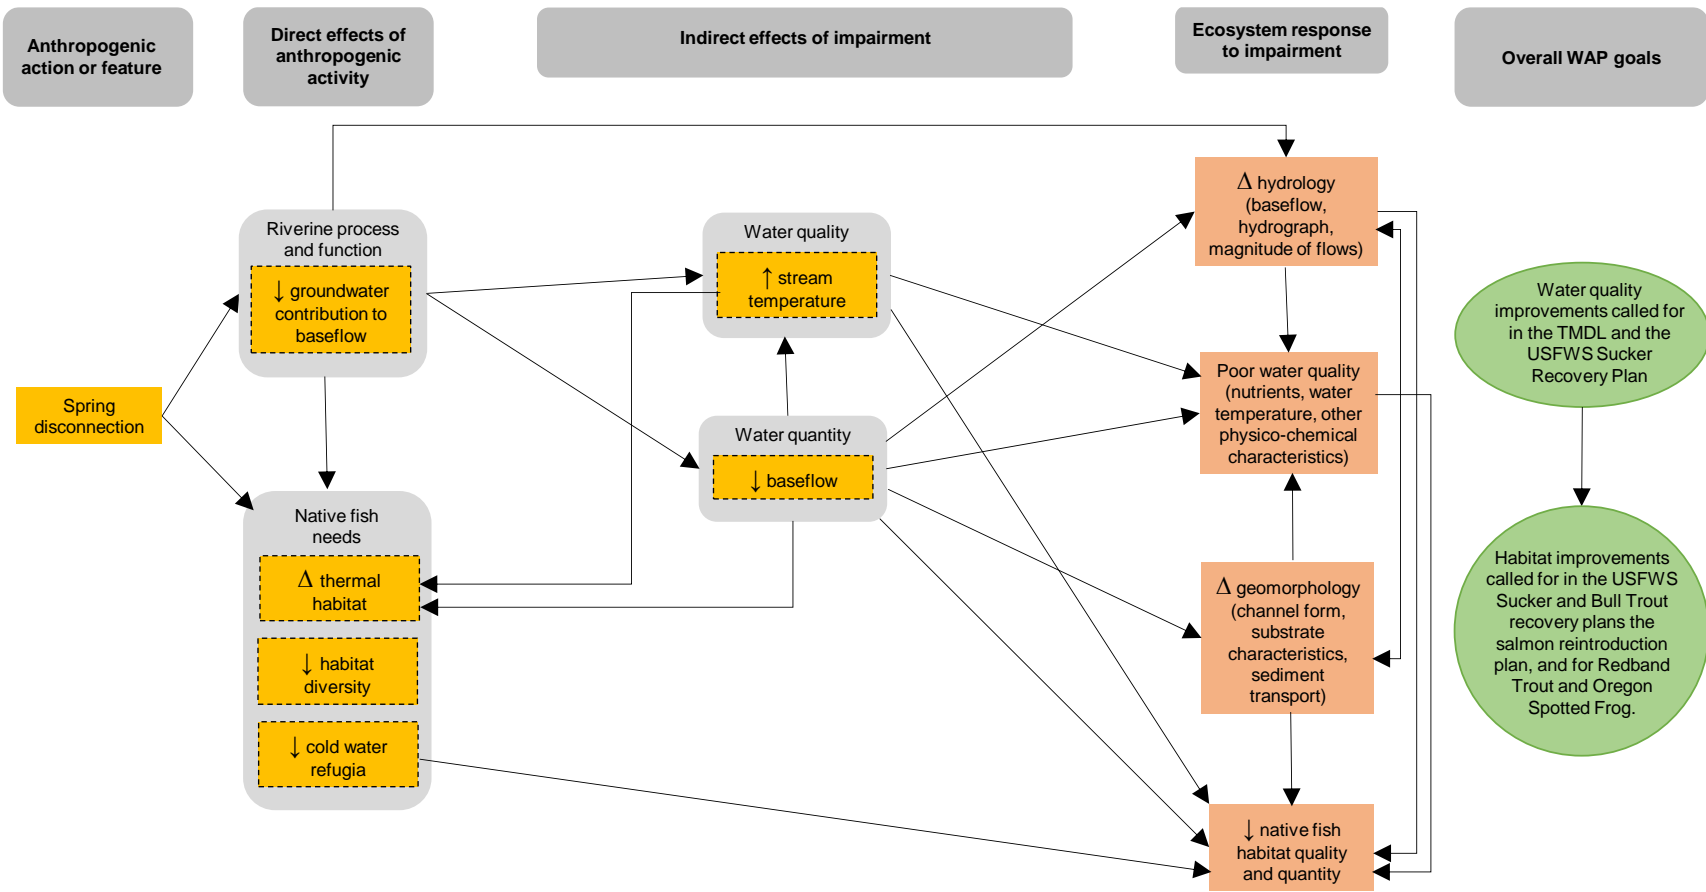 Anthropogenic
action or feature
Direct effects of
anthropogenic
activity
Indirect effects of impairment
Ecosystem response
to impairment
Overall WAP goals
Spring
disconnection
Riverine process
and function
↓ groundwater
contribution to
baseflow
Native fish
needs
Δ thermal
habitat
↓ habitat
diversity
↓ cold water
refugia
Water quality
↑ stream
temperature
Water quantity
↓ baseflow
Δ hydrology
(baseflow,
hydrograph,
magnitude of flows)
Poor water quality
(nutrients, water
temperature, other
physico-chemical
characteristics)
Δ geomorphology
(channel form,
substrate
characteristics,
sediment
transport)
↓ native fish
habitat quality
and quantity
Water quality
improvements called for
in the TMDL and the
USFWS Sucker
Recovery Plan
Habitat improvements
called for in the USFWS
Sucker and Bull Trout
recovery plans the
salmon reintroduction
plan, and for Redband
Trout and Oregon
Spotted Frog.